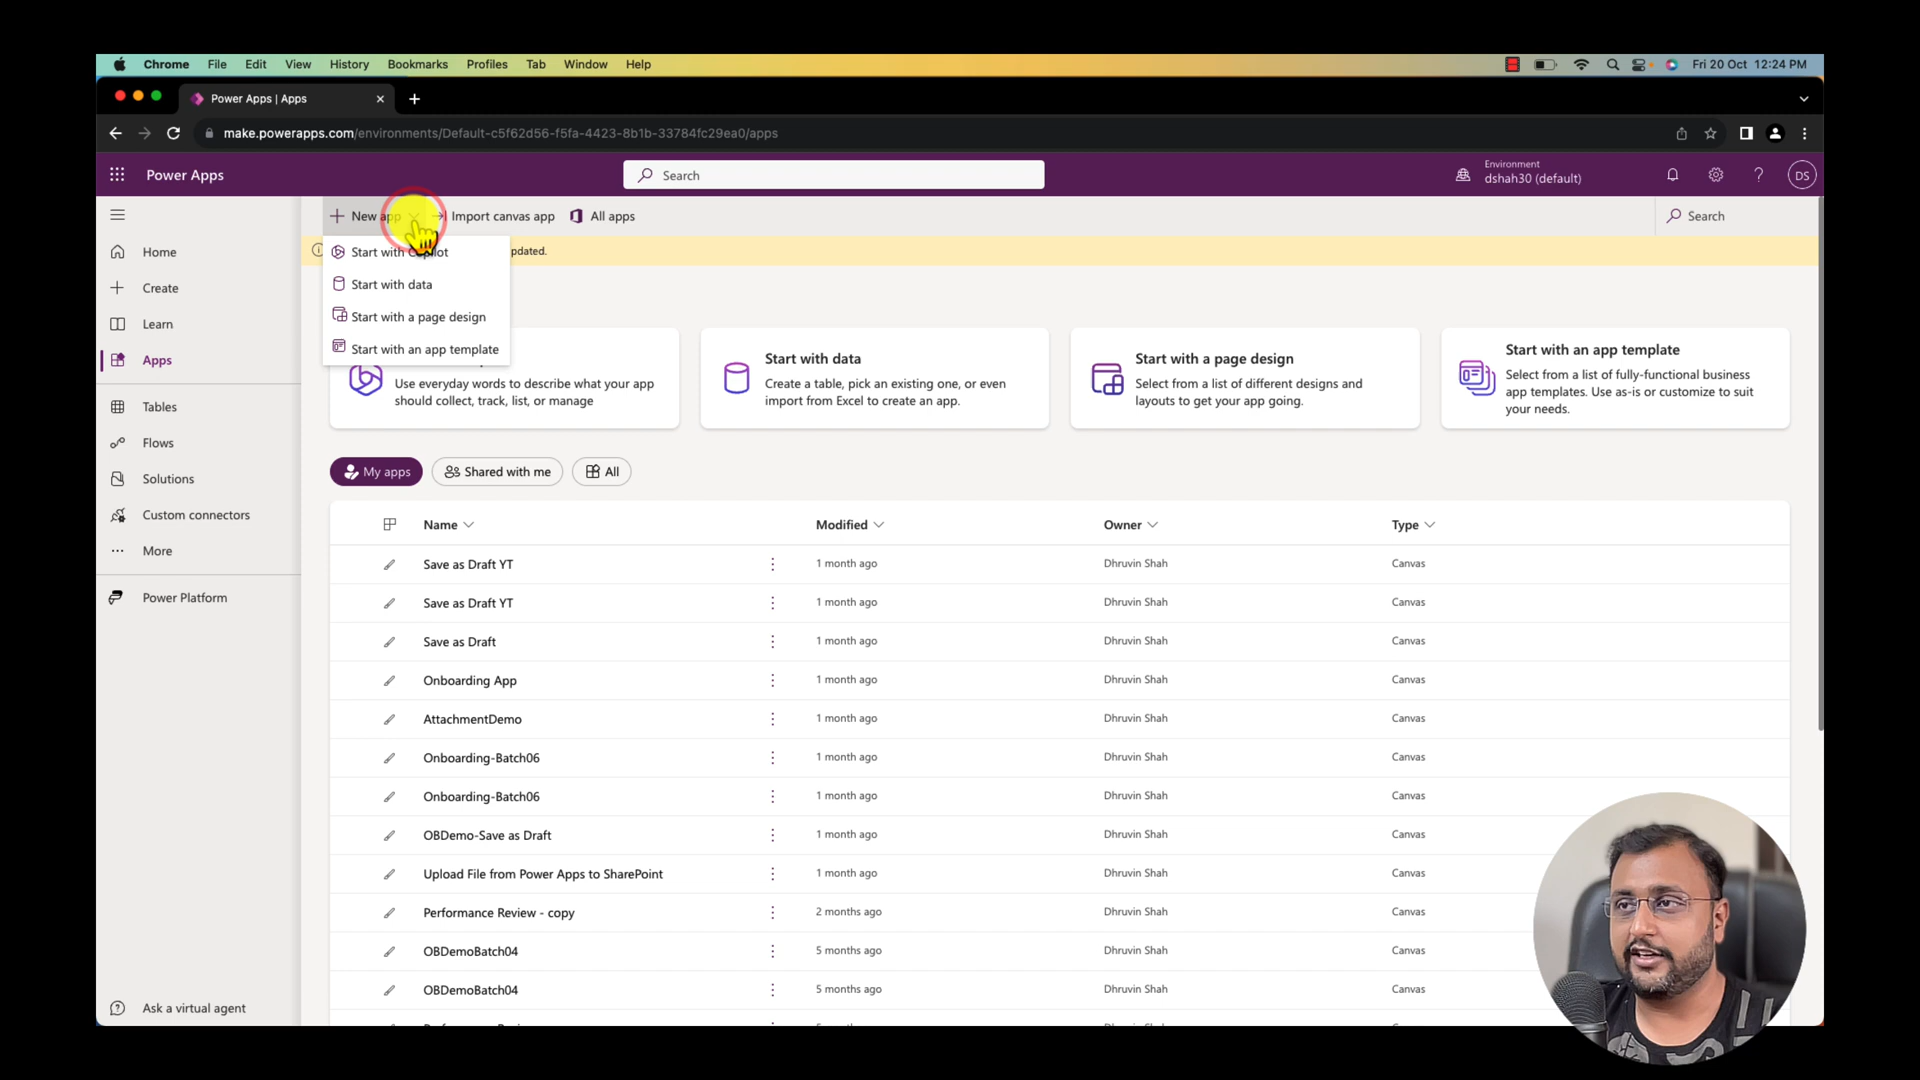 Chrome File Edit View History Bookmarks Profiles Tab Window Help Fri 20 Oct 12:24 PM
Power Apps | Apps
make.powerapps.com/environments/Default-c5f62d56-f5fa-4423-8b1b-33784fc29ea0/apps
Power Apps
Search
Environment
dshah30 (default)
DS
New app
Import canvas app
All apps
Search
Start with Copilot
pdated.
Start with data
Start with a page design
Start with an app template
Home
Create
Learn
Apps
Tables
Flows
Solutions
Custom connectors
More
Power Platform
Ask a virtual agent
Use everyday words to describe what your app
should collect, track, list, or manage
Start with data
Create a table, pick an existing one, or even
import from Excel to create an app.
Start with a page design
Select from a list of different designs and
layouts to get your app going.
Start with an app template
Select from a list of fully-functional business
app templates. Use as-is or customize to suit
your needs.
My apps
Shared with me
All
Name Modified Owner Type
Save as Draft YT 1 month ago Dhruvin Shah Canvas
Save as Draft YT 1 month ago Dhruvin Shah Canvas
Save as Draft 1 month ago Dhruvin Shah Canvas
Onboarding App 1 month ago Dhruvin Shah Canvas
AttachmentDemo 1 month ago Dhruvin Shah Canvas
Onboarding-Batch06 1 month ago Dhruvin Shah Canvas
Onboarding-Batch06 1 month ago Dhruvin Shah Canvas
OBDemo-Save as Draft 1 month ago Dhruvin Shah Canvas
Upload File from Power Apps to SharePoint 1 month ago Dhruvin Shah Canvas
Performance Review - copy 2 months ago Dhruvin Shah Canvas
OBDemoBatch04 5 months ago Dhruvin Shah Canvas
OBDemoBatch04 5 months ago Dhruvin Shah Canvas